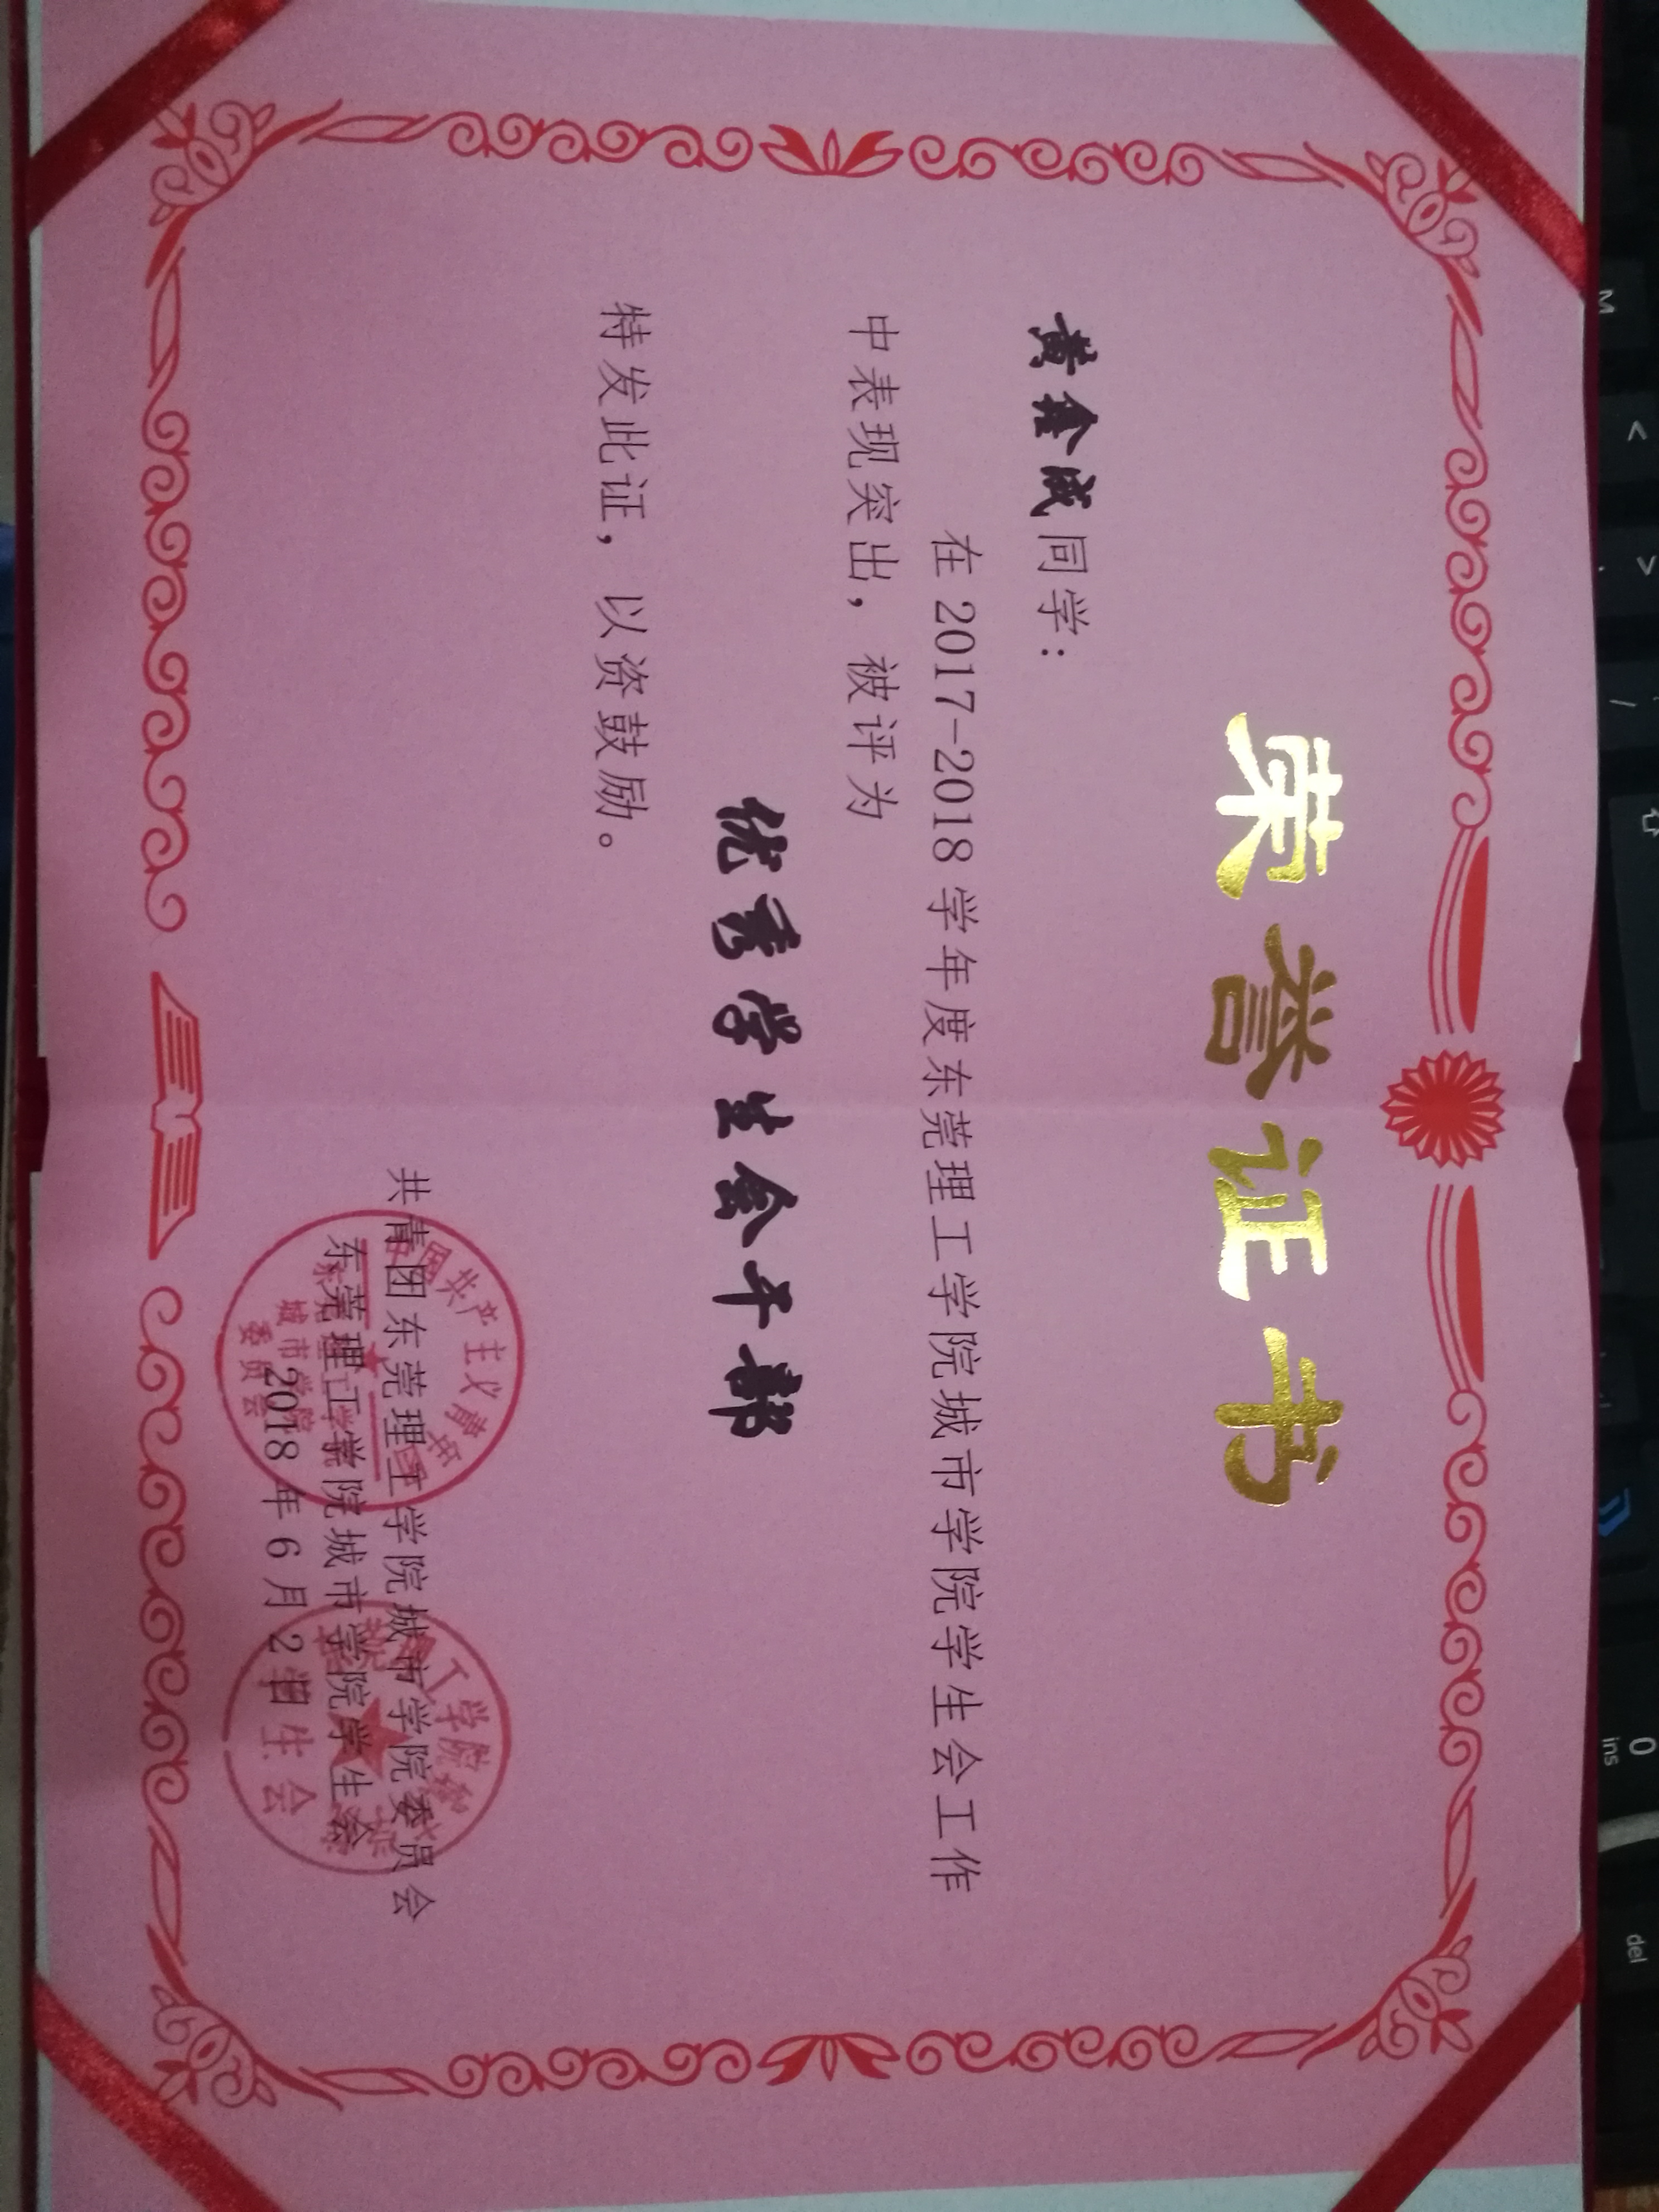 M
<
>
/
0
ins
del
荣誉证书
黄鑫成同学：
在 2017-2018 学年度东莞理工学院城市学院学生会工作
中表现突出，被评为
优秀学生会干部
特发此证，以资鼓励。
共青团东莞理工学院城市学院委员会
东莞理工学院城市学院学生会
2018 年 6 月 2 日
中国共产主义青年团
东莞理工学院
城市学院
委员会
理工学院城市学院
学生会